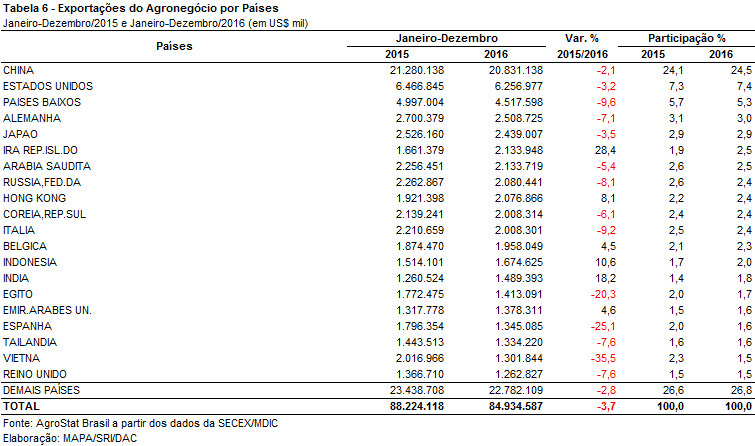 Tabela 6 - Exportações do Agronegócio por Países
Janeiro-Dezembro/2015 e Janeiro-Dezembro/2016 (em US$ mil)
Países Janeiro-Dezembro Var. % Participação %
2015 2016 2015/2016 2015 2016
CHINA 21.280.138 20.831.138 -2,1 24,1 24,5
ESTADOS UNIDOS 6.466.845 6.256.977 -3,2 7,3 7,4
PAISES BAIXOS 4.997.004 4.517.598 -9,6 5,7 5,3
ALEMANHA 2.700.379 2.508.725 -7,1 3,1 3,0
JAPAO 2.526.160 2.439.007 -3,5 2,9 2,9
IRA REP.ISL.DO 1.661.379 2.133.948 28,4 1,9 2,5
ARABIA SAUDITA 2.256.451 2.133.719 -5,4 2,6 2,5
RUSSIA,FED.DA 2.262.867 2.080.441 -8,1 2,6 2,4
HONG KONG 1.921.398 2.076.866 8,1 2,2 2,4
COREIA,REP.SUL 2.139.241 2.008.314 -6,1 2,4 2,4
ITALIA 2.210.659 2.008.301 -9,2 2,5 2,4
BELGICA 1.874.470 1.958.049 4,5 2,1 2,3
INDONESIA 1.514.101 1.674.625 10,6 1,7 2,0
INDIA 1.260.524 1.489.393 18,2 1,4 1,8
EGITO 1.772.475 1.413.091 -20,3 2,0 1,7
EMIR.ARABES UN. 1.317.778 1.378.311 4,6 1,5 1,6
ESPANHA 1.796.354 1.345.085 -25,1 2,0 1,6
TAILANDIA 1.443.513 1.334.220 -7,6 1,6 1,6
VIETNA 2.016.966 1.301.844 -35,5 2,3 1,5
REINO UNIDO 1.366.710 1.262.827 -7,6 1,5 1,5
DEMAIS PAÍSES 23.438.708 22.782.109 -2,8 26,6 26,8
TOTAL 88.224.118 84.934.587 -3,7 100,0 100,0
Fonte: AgroStat Brasil a partir dos dados da SECEX/MDIC
Elaboração: MAPA/SRI/DAC